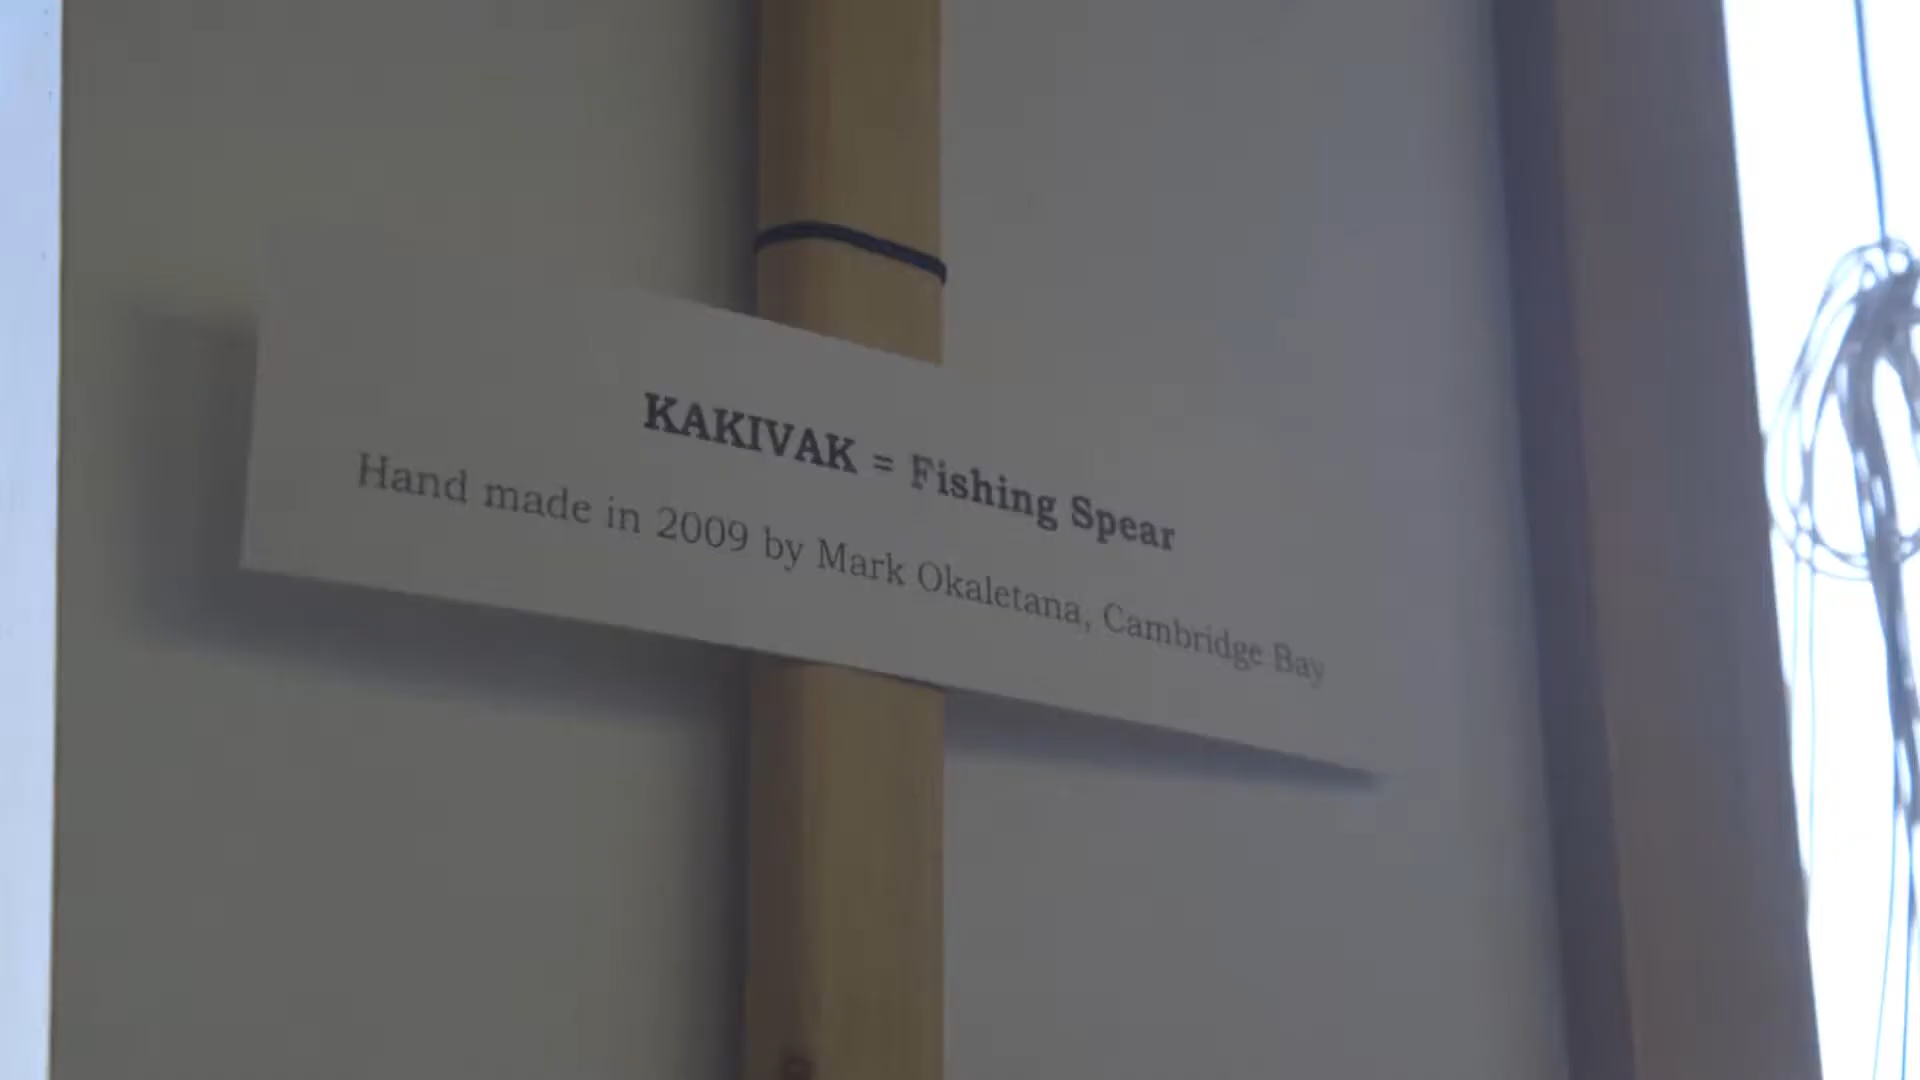 KAKIVAK = Fishing Spear
Hand made in 2009 by Mark Okaletana, Cambridge Bay